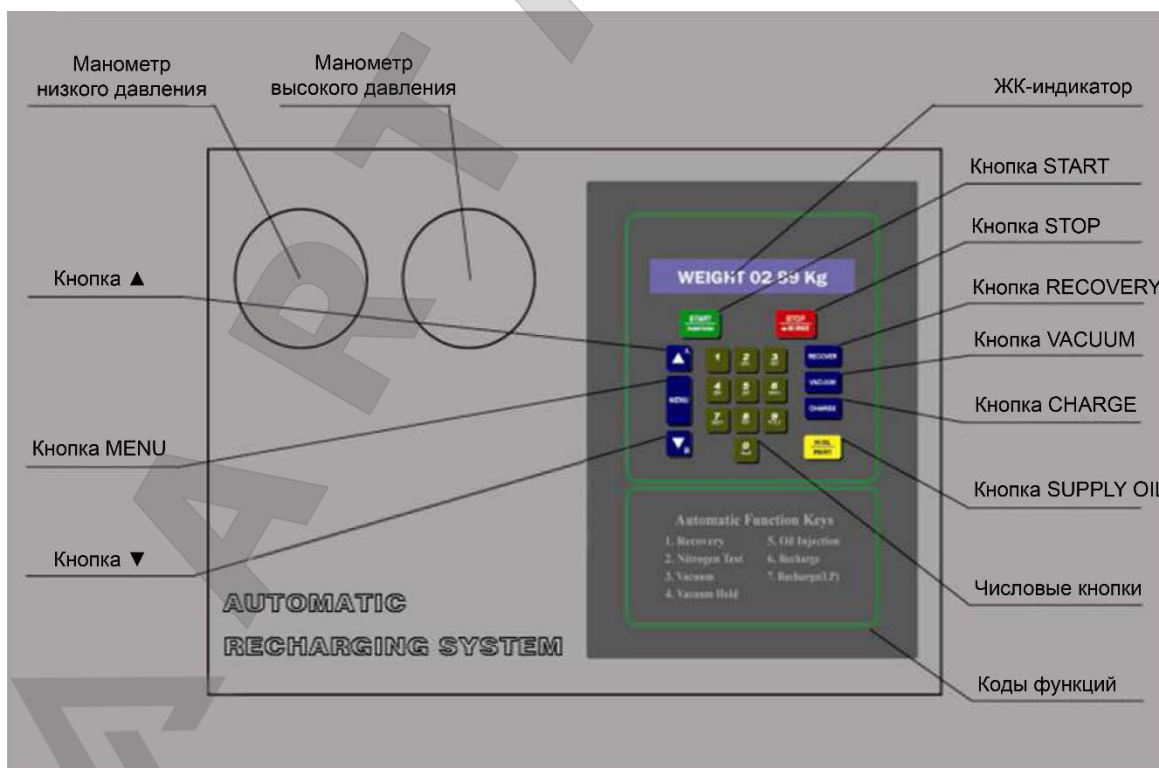 Манометр
низкого давления
Манометр
высокого давления
ЖК-индикатор
Кнопка START
Кнопка STOP
Кнопка RECOVERY
Кнопка VACUUM
Кнопка CHARGE
Кнопка SUPPLY OIL
Числовые кнопки
Коды функций
Кнопка ▲
Кнопка MENU
Кнопка ▼
WEIGHT 02 99 Kg
START
STOP
▲
1
2
3
RECOVER
MENU
4
5
6
VACUUM
7
8
9
CHARGE
▼
0
Automatic Function Keys
1. Recovery
2. Nitrogen Test
3. Vacuum
4. Vacuum Hold
5. Oil Injection
6. Recharge
7. Recharge(LP)
AUTOMATIC
RECHARGING SYSTEM